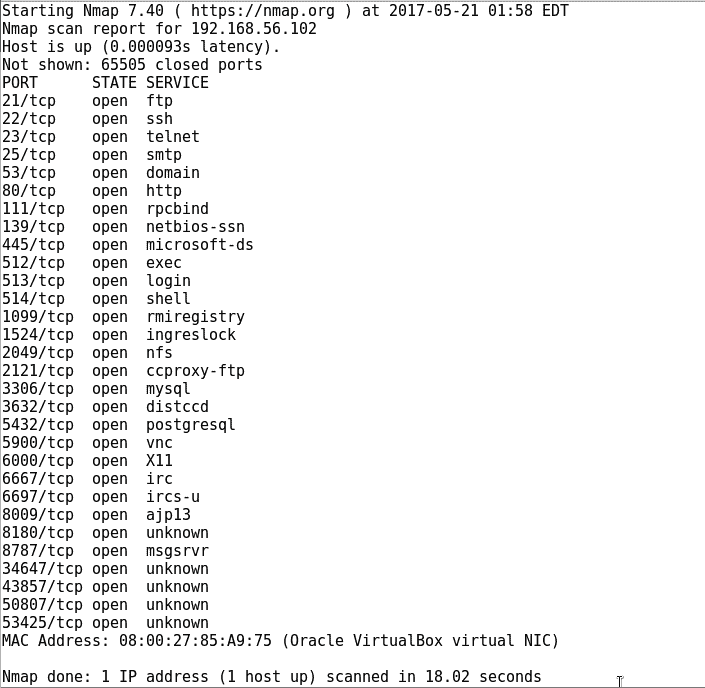 Starting Nmap 7.40 ( https://nmap.org ) at 2017-05-21 01:58 EDT
Nmap scan report for 192.168.56.102
Host is up (0.000093s latency).
Not shown: 65505 closed ports
PORT      STATE SERVICE
21/tcp    open  ftp
22/tcp    open  ssh
23/tcp    open  telnet
25/tcp    open  smtp
53/tcp    open  domain
80/tcp    open  http
111/tcp   open  rpcbind
139/tcp   open  netbios-ssn
445/tcp   open  microsoft-ds
512/tcp   open  exec
513/tcp   open  login
514/tcp   open  shell
1099/tcp  open  rmiregistry
1524/tcp  open  ingreslock
2049/tcp  open  nfs
2121/tcp  open  ccproxy-ftp
3306/tcp  open  mysql
3632/tcp  open  distccd
5432/tcp  open  postgresql
5900/tcp  open  vnc
6000/tcp  open  X11
6667/tcp  open  irc
6697/tcp  open  ircs-u
8009/tcp  open  ajp13
8180/tcp  open  unknown
8787/tcp  open  msgsrvr
34647/tcp open  unknown
43857/tcp open  unknown
50807/tcp open  unknown
53425/tcp open  unknown
MAC Address: 08:00:27:85:A9:75 (Oracle VirtualBox virtual NIC)
Nmap done: 1 IP address (1 host up) scanned in 18.02 seconds